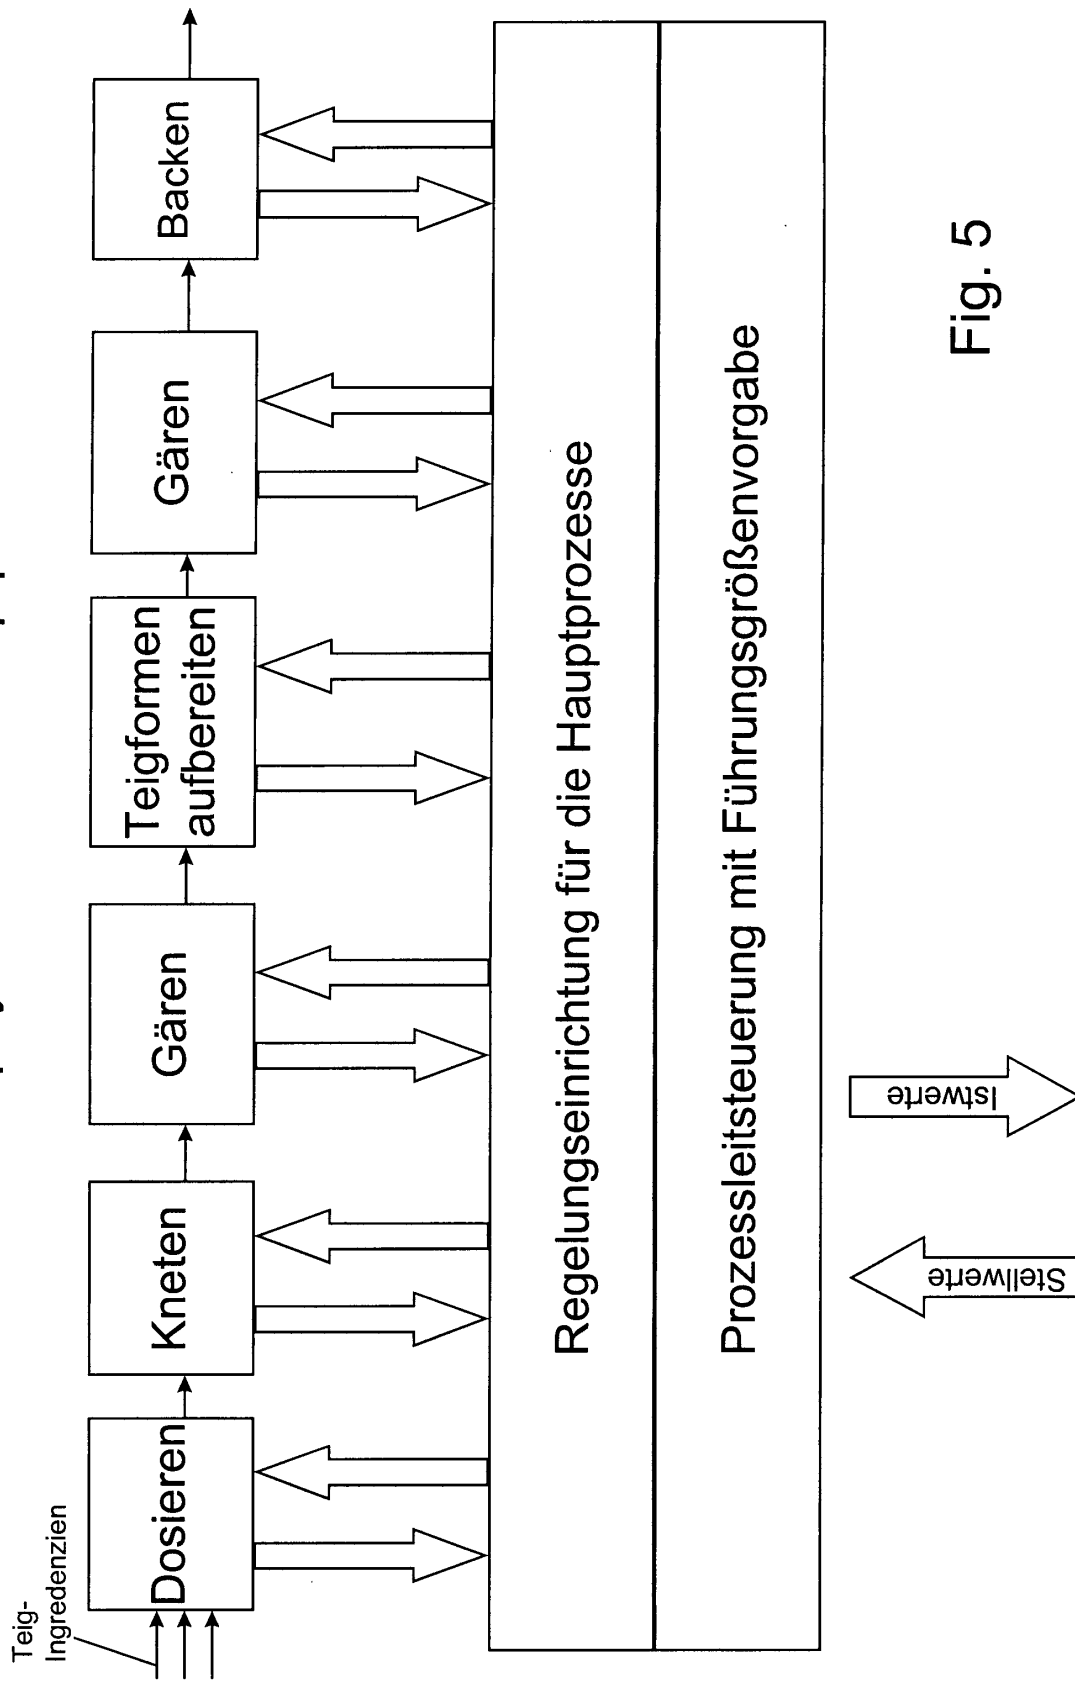 Teig-
Ingredenzien
Dosieren
Kneten
Gären
Teigformen
aufbereiten
Gären
Backen
Regelungseinrichtung für die Hauptprozesse
Prozessleitsteuerung mit Führungsgrößenvorgabe
Stellwerte
Istwerte
Fig. 5